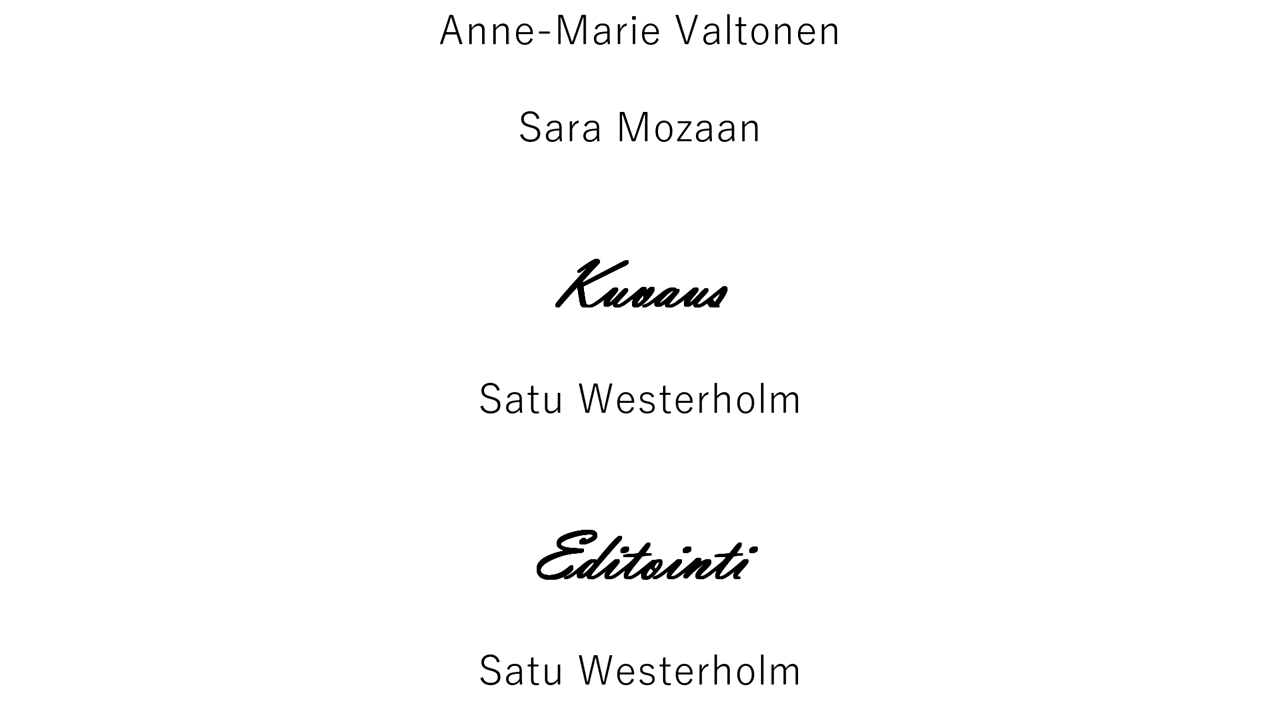 Anne-Marie Valtonen
Sara Mozaan
Kuvaus
Satu Westerholm
Editointi
Satu Westerholm